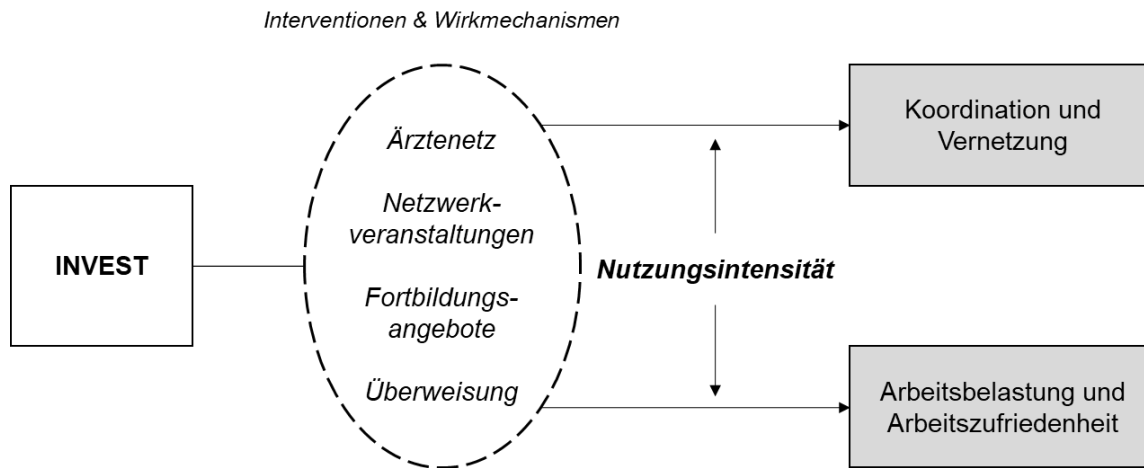 Interventionen & Wirkmechanismen
INVEST
Ärztenetz
Netzwerk-
veranstaltungen
Fortbildungs-
angebote
Überweisung
Nutzungsintensität
Koordination und
Vernetzung
Arbeitsbelastung und
Arbeitszufriedenheit